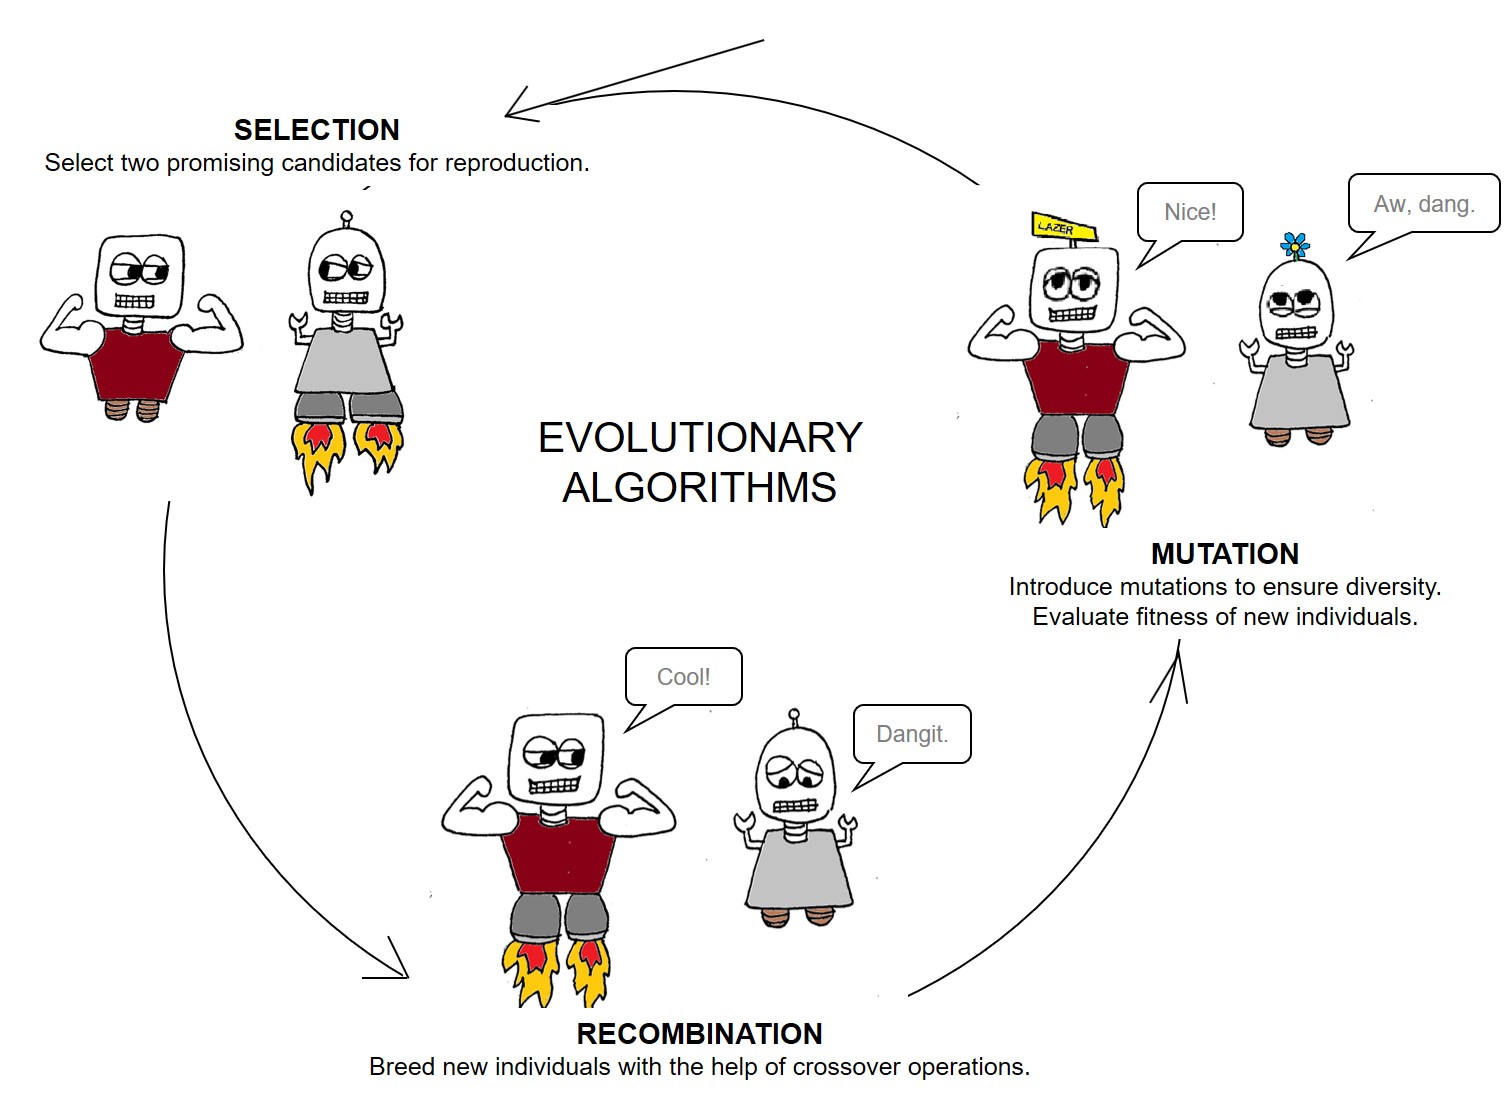 SELECTION
Select two promising candidates for reproduction.
LAZER
Nice!
Aw, dang.
EVOLUTIONARY
ALGORITHMS
MUTATION
Introduce mutations to ensure diversity.
Evaluate fitness of new individuals.
Cool!
Dangit.
RECOMBINATION
Breed new individuals with the help of crossover operations.